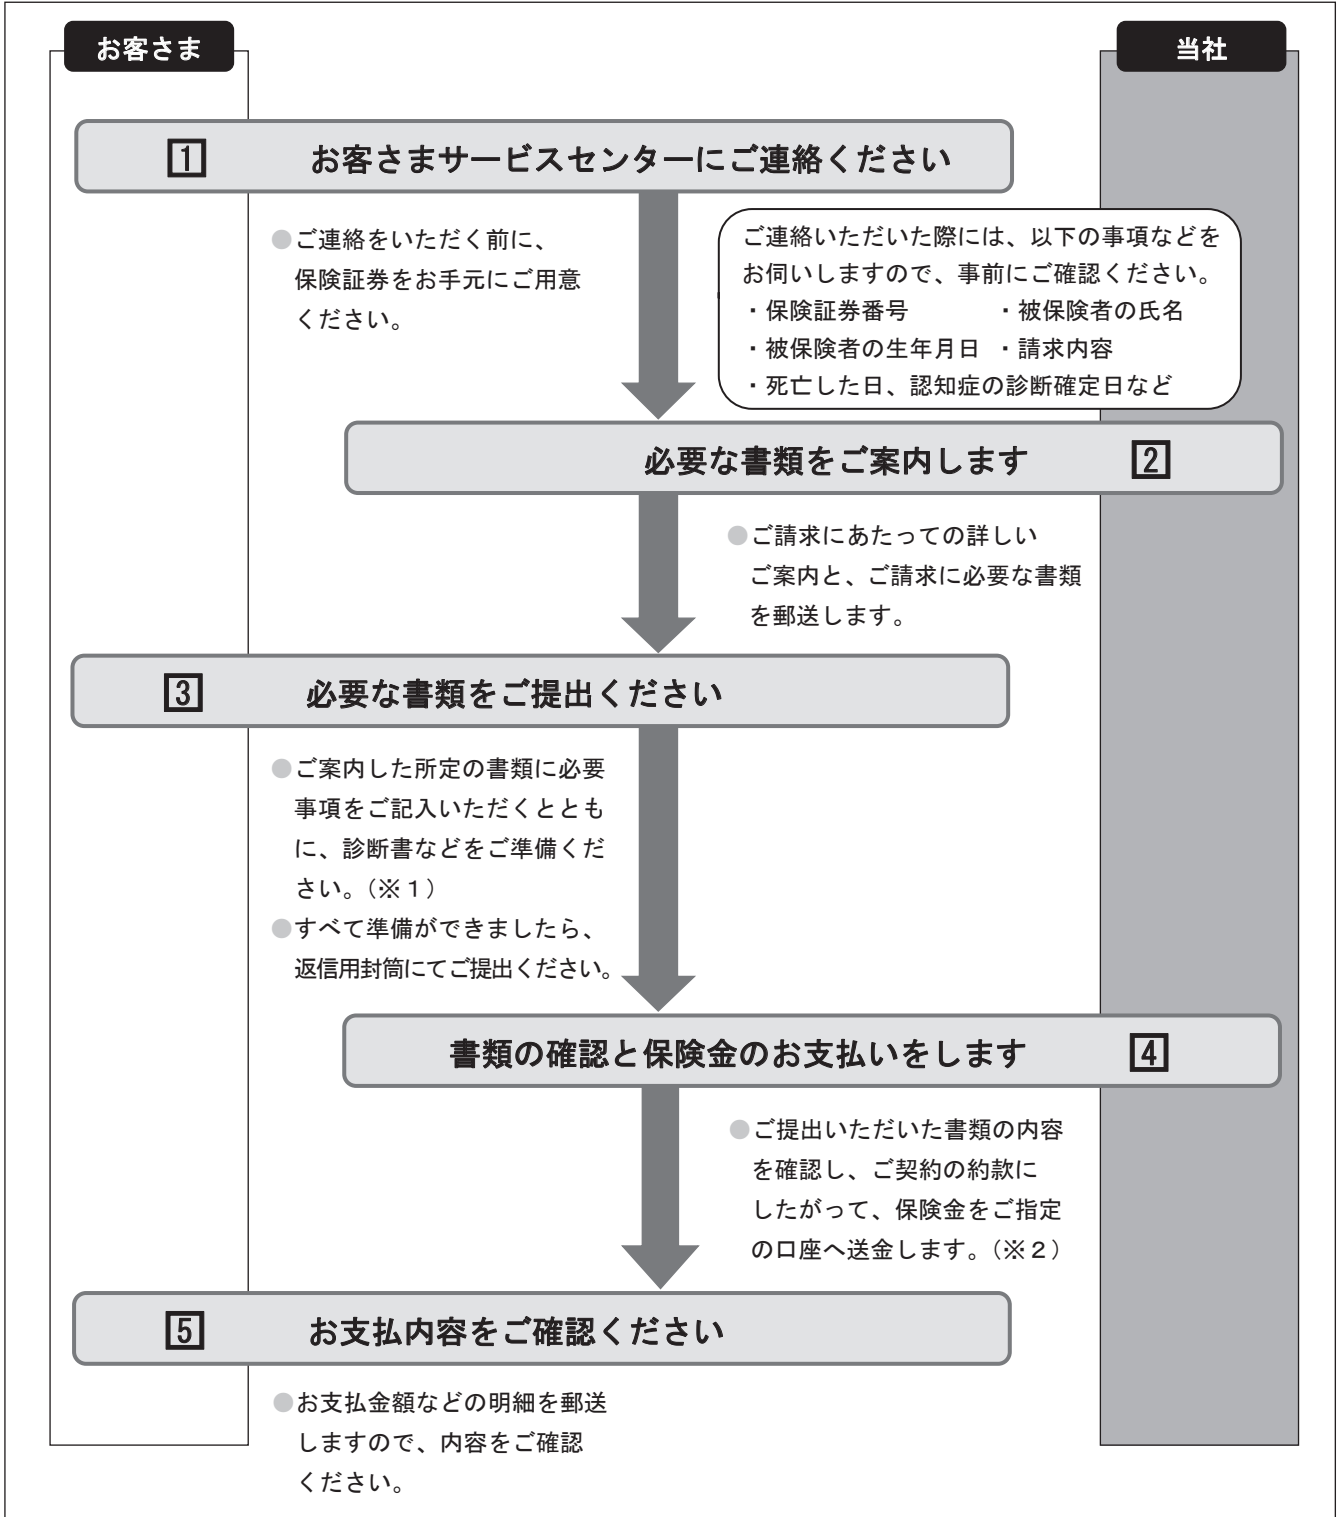 お客さま
当社
1 お客さまサービスセンターにご連絡ください
●ご連絡をいただく前に、
保険証券をお手元にご用意
ください。
ご連絡いただいた際には、以下の事項などを
お伺いしますので、事前にご確認ください。
・保険証券番号 ・被保険者の氏名
・被保険者の生年月日 ・請求内容
・死亡した日、認知症の診断確定日など
必要な書類をご案内します 2
●ご請求にあたっての詳しい
ご案内と、ご請求に必要な書類
を郵送します。
3 必要な書類をご提出ください
●ご案内した所定の書類に必要
事項をご記入いただくととも
に、診断書などをご準備くだ
さい。(※1)
●すべて準備ができましたら、
返信用封筒にてご提出ください。
書類の確認と保険金のお支払いをします 4
●ご提出いただいた書類の内容
を確認し、ご契約の約款に
したがって、保険金をご指定
の口座へ送金します。(※2)
5 お支払内容をご確認ください
●お支払金額などの明細を郵送
しますので、内容をご確認
ください。